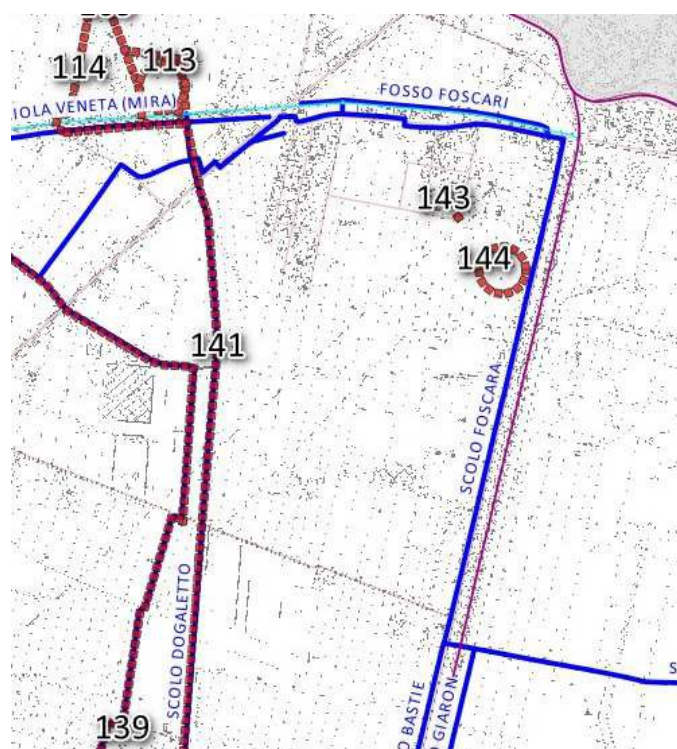 113
114
IOLA VENETA (MIRA)
FOSSO FOSCARI
143
144
141
SCOLO FOSCARA
SCOLO DOGALETTO
139
O BASTIE
O GIARON
S